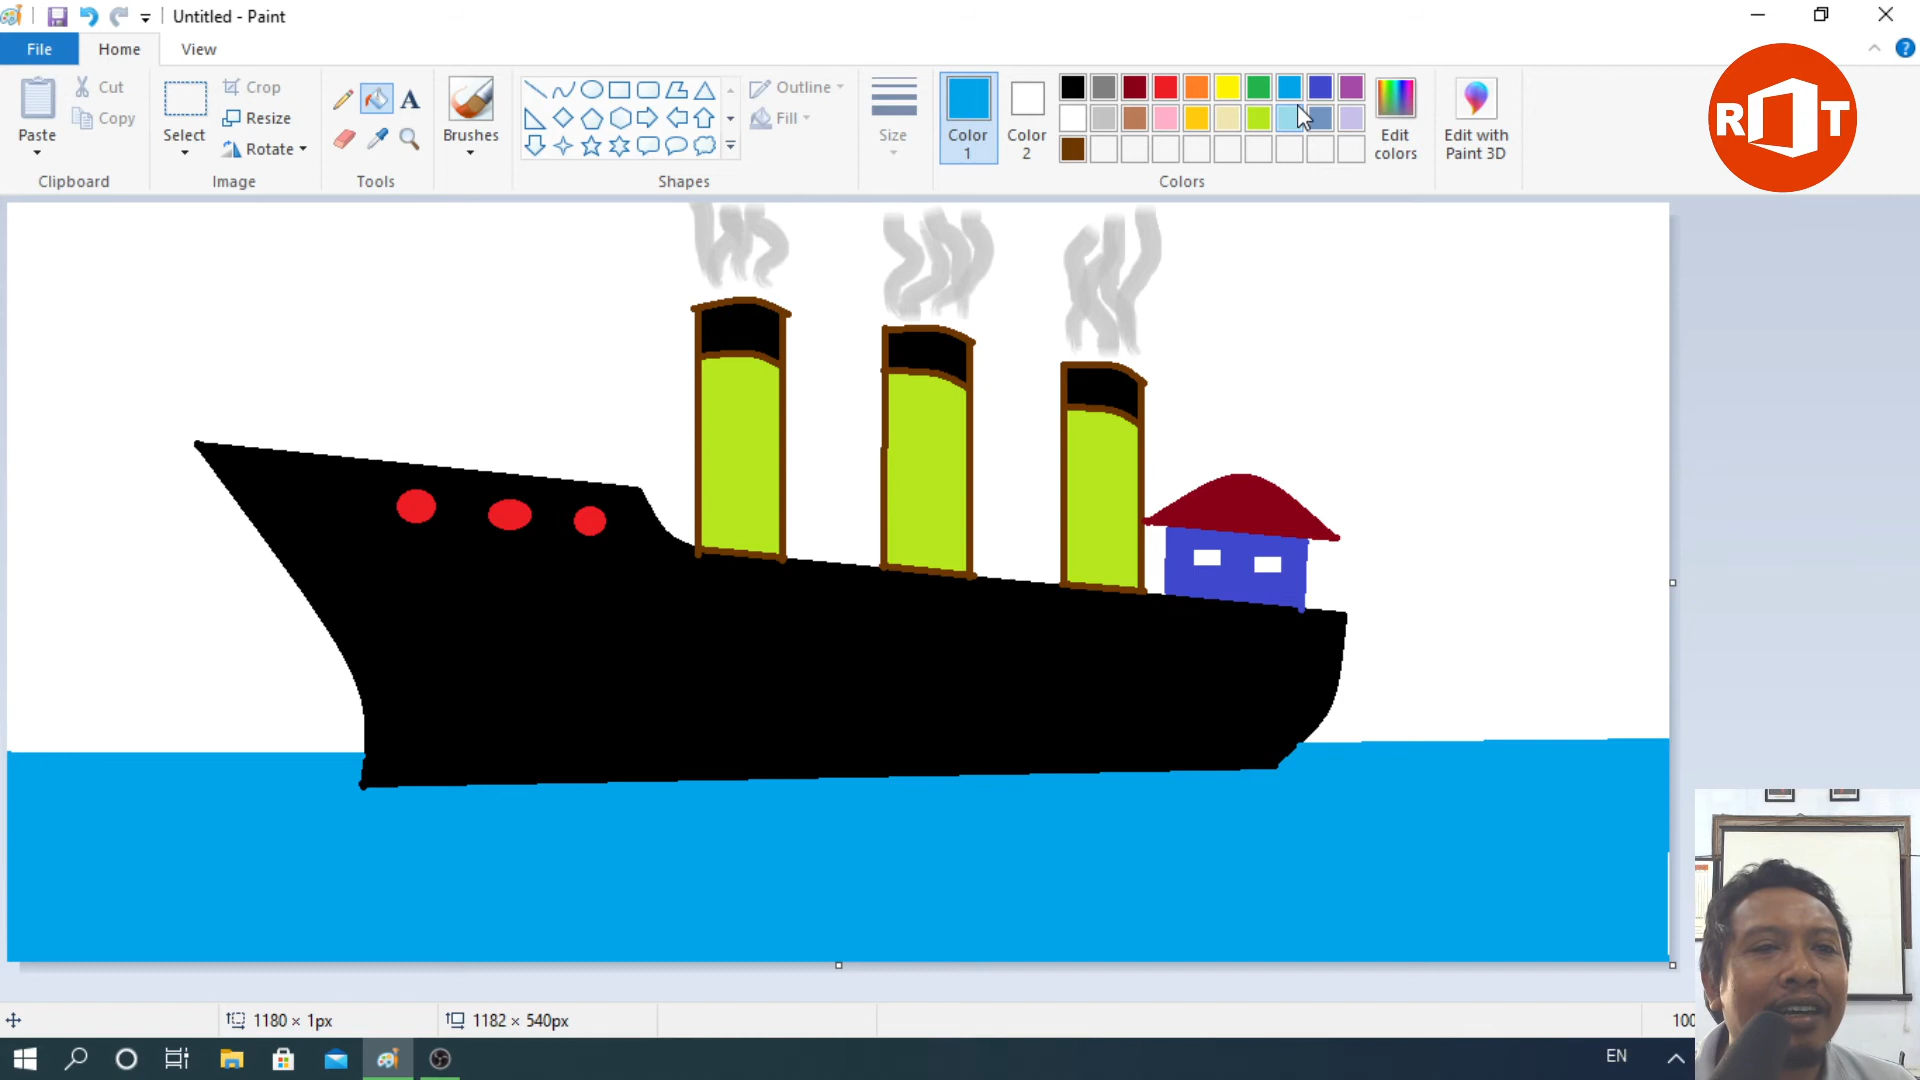 Untitled - Paint
File
Home
View
Paste
Cut
Copy
Clipboard
Select
Crop
Resize
Rotate
Image
A
Tools
Brushes
Shapes
Outline
Fill
Size
Color 1
Color 2
Edit colors
Colors
Edit with Paint 3D
?
R T
1180 × 1px
1182 × 540px
100
EN